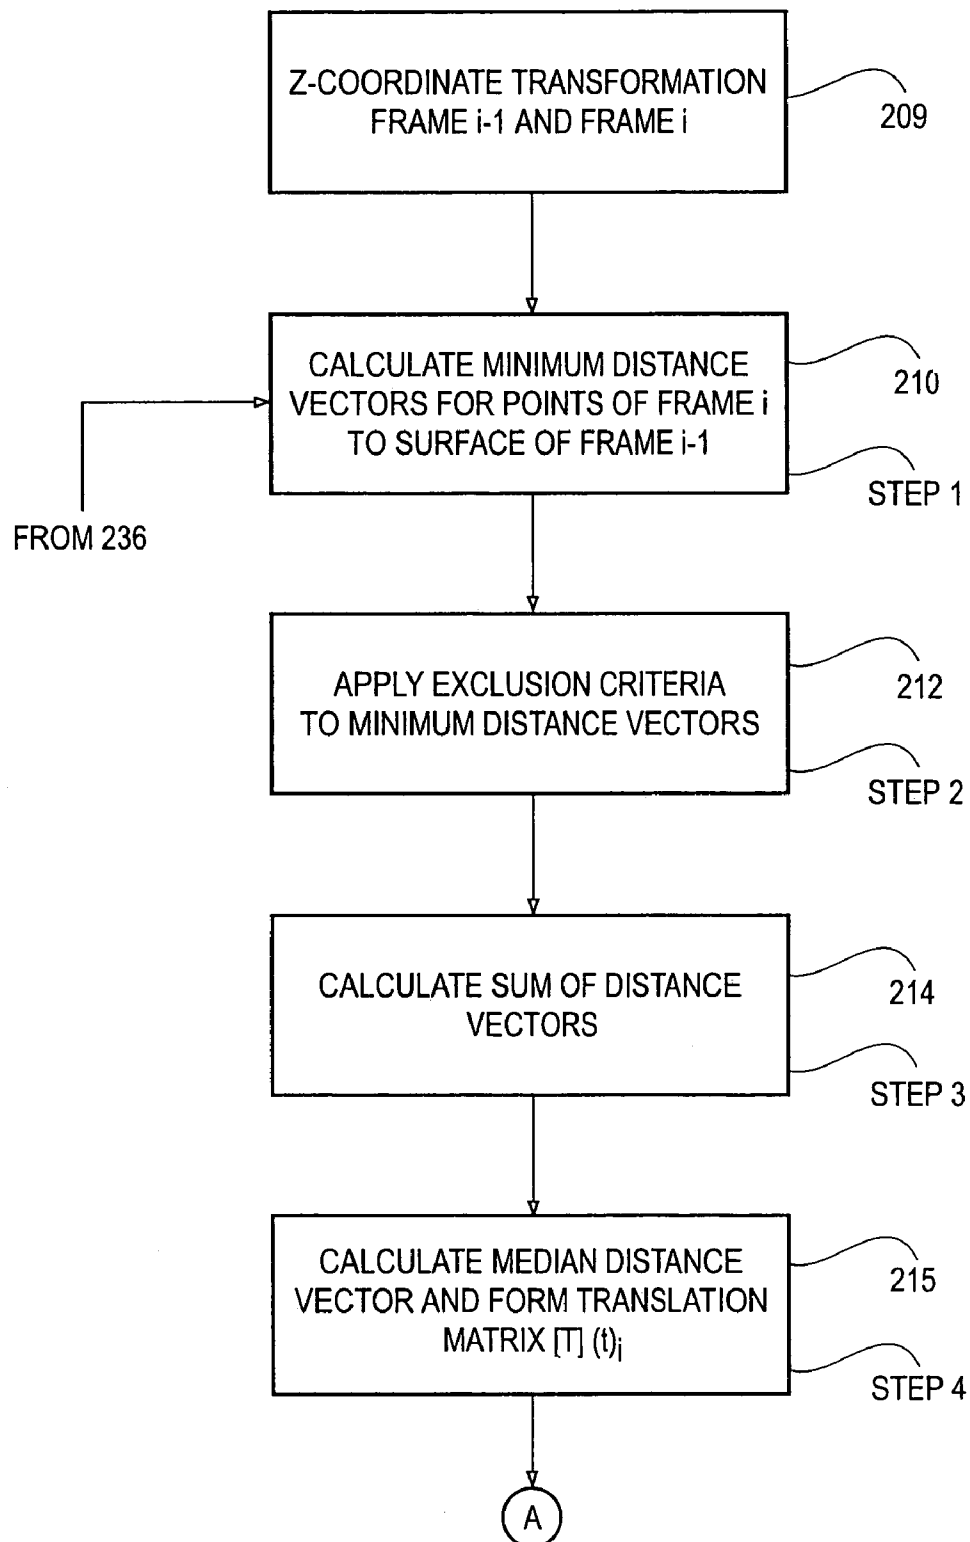 Z-COORDINATE TRANSFORMATION
FRAME i-1 AND FRAME i
209
CALCULATE MINIMUM DISTANCE
VECTORS FOR POINTS OF FRAME i
TO SURFACE OF FRAME i-1
210
STEP 1
FROM 236
APPLY EXCLUSION CRITERIA
TO MINIMUM DISTANCE VECTORS
212
STEP 2
CALCULATE SUM OF DISTANCE
VECTORS
214
STEP 3
CALCULATE MEDIAN DISTANCE
VECTOR AND FORM TRANSLATION
MATRIX [T] (t)i
215
STEP 4
A